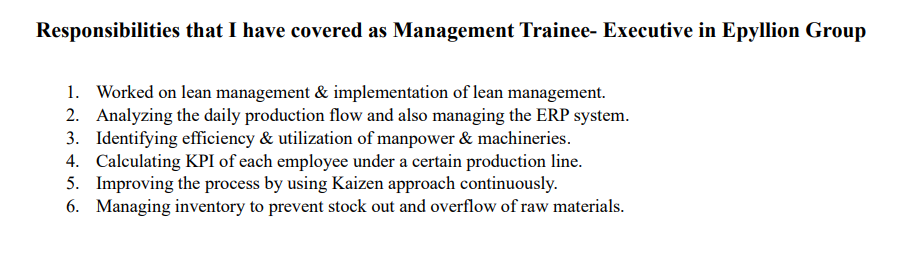 Responsibilities that I have covered as Management Trainee- Executive in Epyllion Group
1. Worked on lean management & implementation of lean management.
2. Analyzing the daily production flow and also managing the ERP system.
3. Identifying efficiency & utilization of manpower & machineries.
4. Calculating KPI of each employee under a certain production line.
5. Improving the process by using Kaizen approach continuously.
6. Managing inventory to prevent stock out and overflow of raw materials.